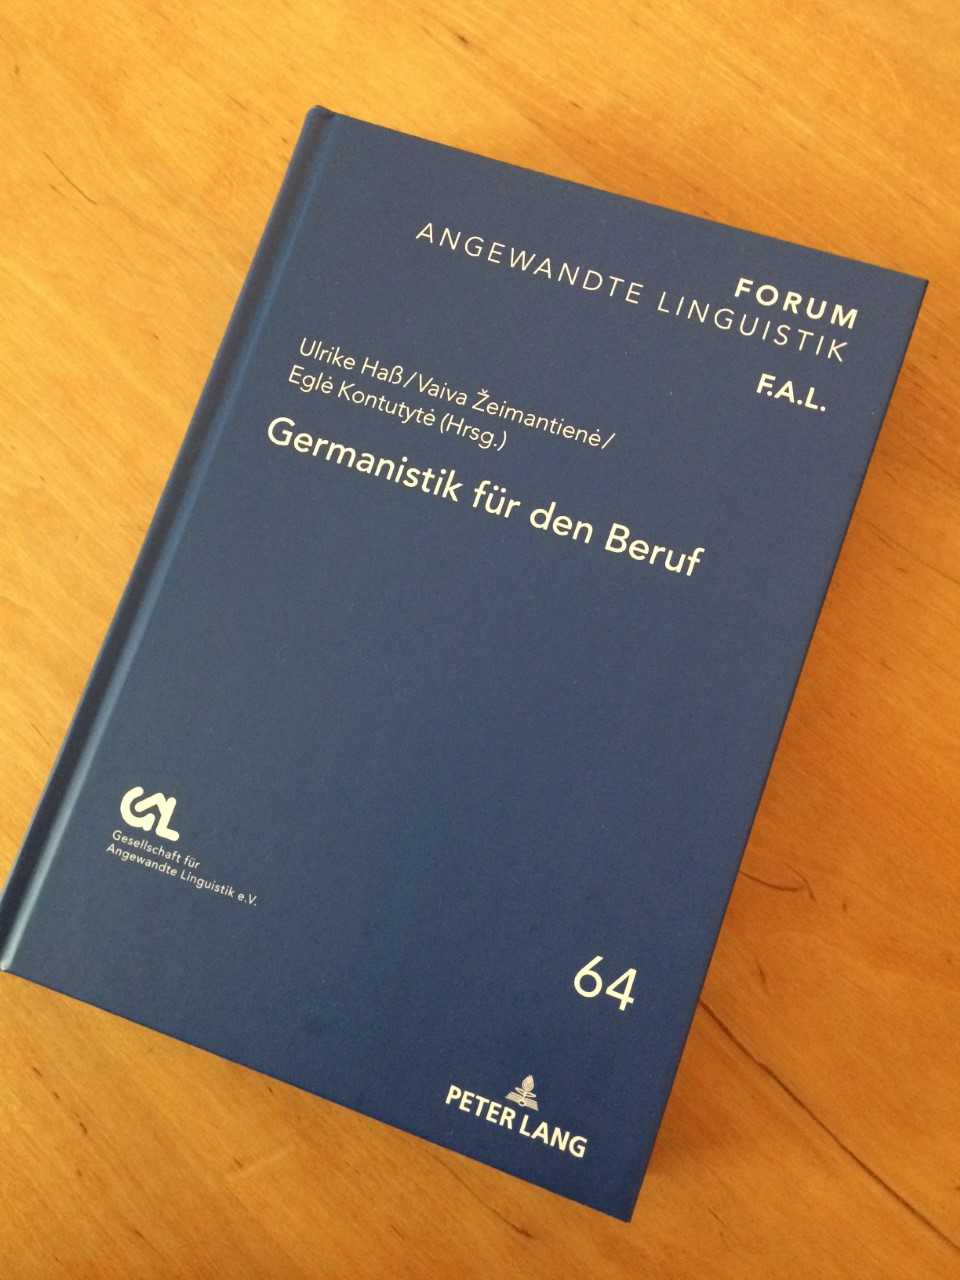 FORUM
ANGEWANDTE LINGUISTIK
F.A.L.
Ulrike Haß/Vaiva Žeimantienė/
Eglė Kontutytė (Hrsg.)
Germanistik für den Beruf
GAL
Gesellschaft für
Angewandte Linguistik e.V.
64
PETER LANG